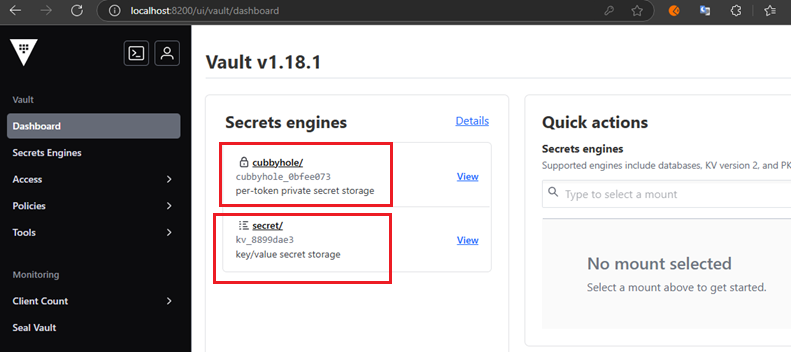 localhost:8200/ui/vault/dashboard
Vault
Dashboard
Secrets Engines
Access
Policies
Tools
Monitoring
Client Count
Seal Vault
Vault v1.18.1
Secrets engines
Details
cubbyhole/
cubbyhole_0bfee073
per-token private secret storage
View
secret/
kv_8899dae3
key/value secret storage
View
Quick actions
Secrets engines
Supported engines include databases, KV version 2, and PK
Type to select a mount
No mount selected
Select a mount above to get started.